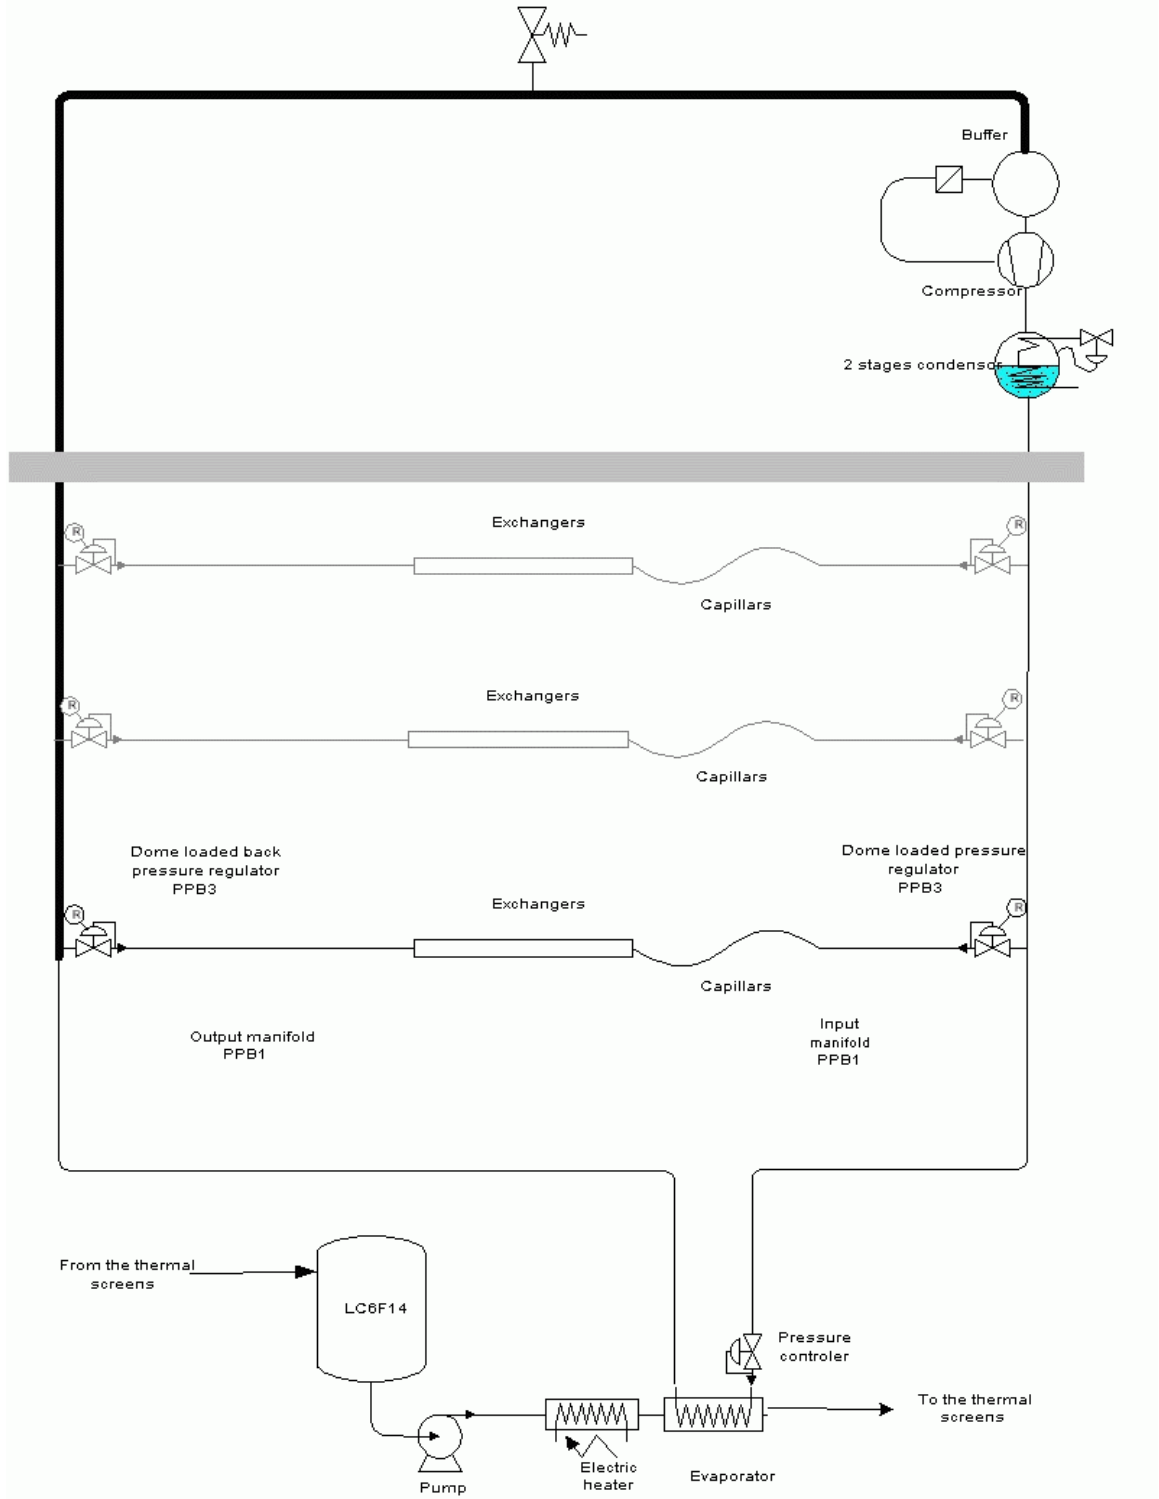 Buffer
Compressor
2 stages condensor
R
Exchangers
R
Capillars
R
Exchangers
R
Capillars
Dome loaded back
pressure regulator
PPB3
Dome loaded pressure
regulator
PPB3
R
Exchangers
R
Capillars
Output manifold
PPB1
Input
manifold
PPB1
From the thermal
screens
LC6F14
Pressure
controler
To the thermal
screens
Electric
heater
Evaporator
Pump